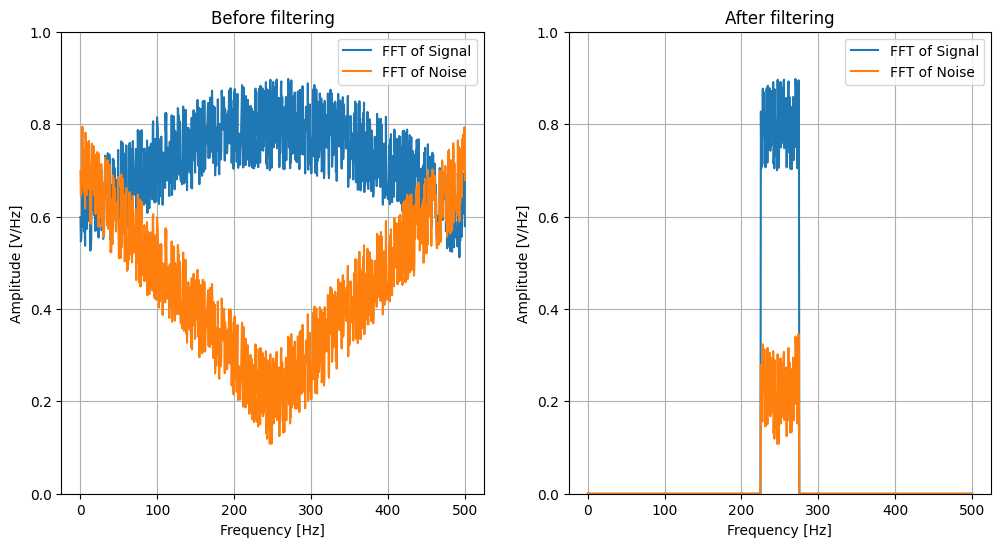 Before filtering
FFT of Signal
FFT of Noise
Amplitude [V/Hz]
1.0
0.8
0.6
0.4
0.2
0.0
0 100 200 300 400 500
Frequency [Hz]
After filtering
FFT of Signal
FFT of Noise
Amplitude [V/Hz]
1.0
0.8
0.6
0.4
0.2
0.0
0 100 200 300 400 500
Frequency [Hz]